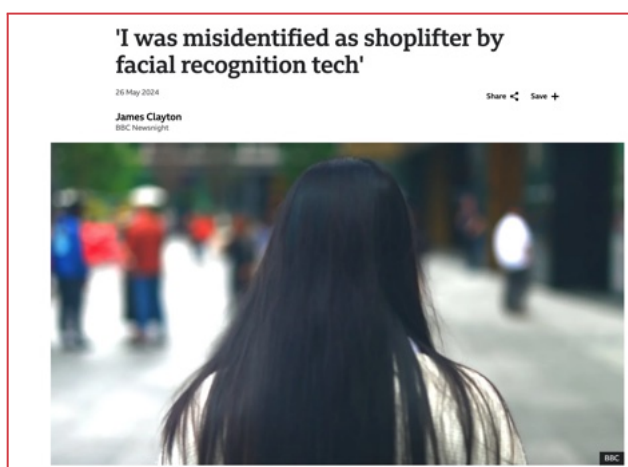 'I was misidentified as shoplifter by
facial recognition tech'
26 May 2024
Share Save
James Clayton
BBC Newsnight
BBC